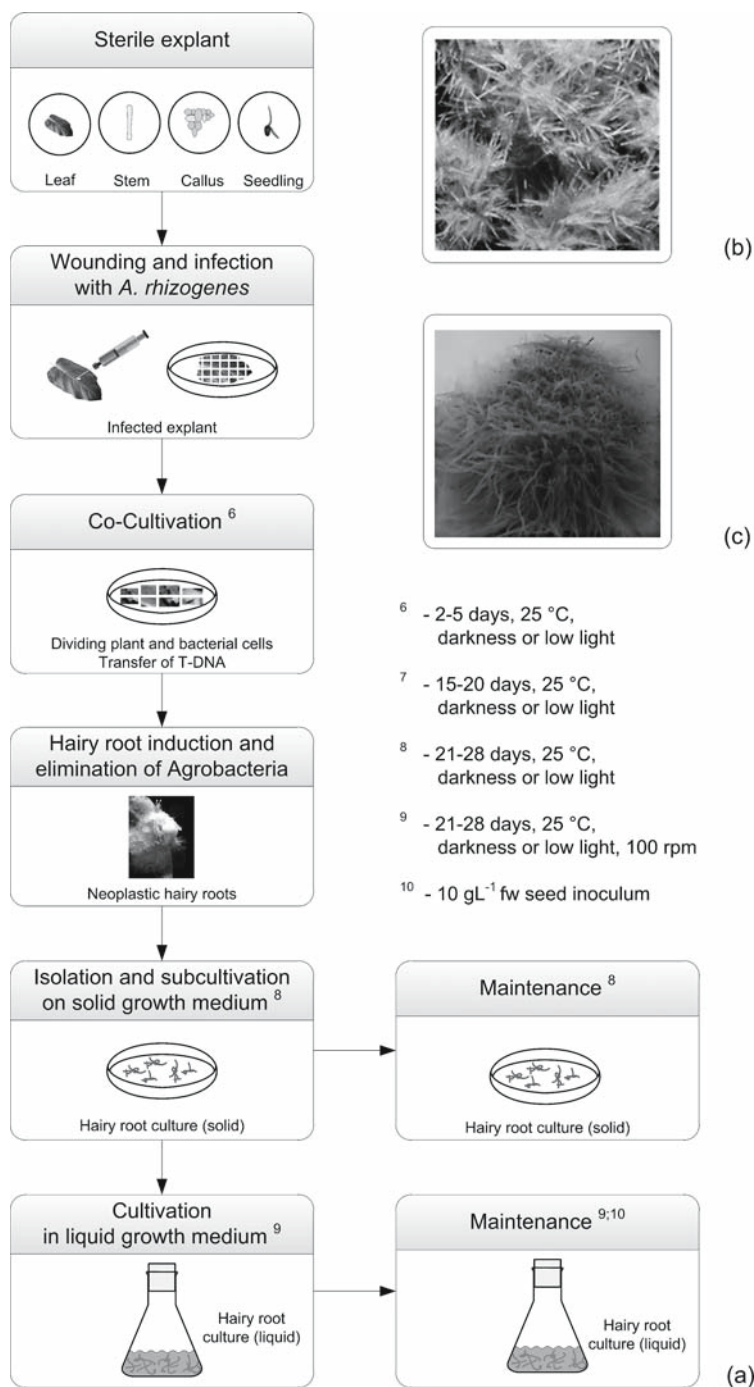 Sterile explant
Leaf Stem Callus Seedling
Wounding and infection
with A. rhizogenes
Infected explant
Co-Cultivation 6
Dividing plant and bacterial cells
Transfer of T-DNA
Hairy root induction and
elimination of Agrobacteria
Neoplastic hairy roots
Isolation and subcultivation
on solid growth medium 8
Hairy root culture (solid)
Maintenance 8
Hairy root culture (solid)
Cultivation
in liquid growth medium 9
Hairy root
culture (liquid)
Maintenance 9;10
Hairy root
culture (liquid)
(b)
(c)
6 - 2-5 days, 25 °C,
darkness or low light
7 - 15-20 days, 25 °C,
darkness or low light
8 - 21-28 days, 25 °C,
darkness or low light
9 - 21-28 days, 25 °C,
darkness or low light, 100 rpm
10 - 10 gL-1 fw seed inoculum
(a)